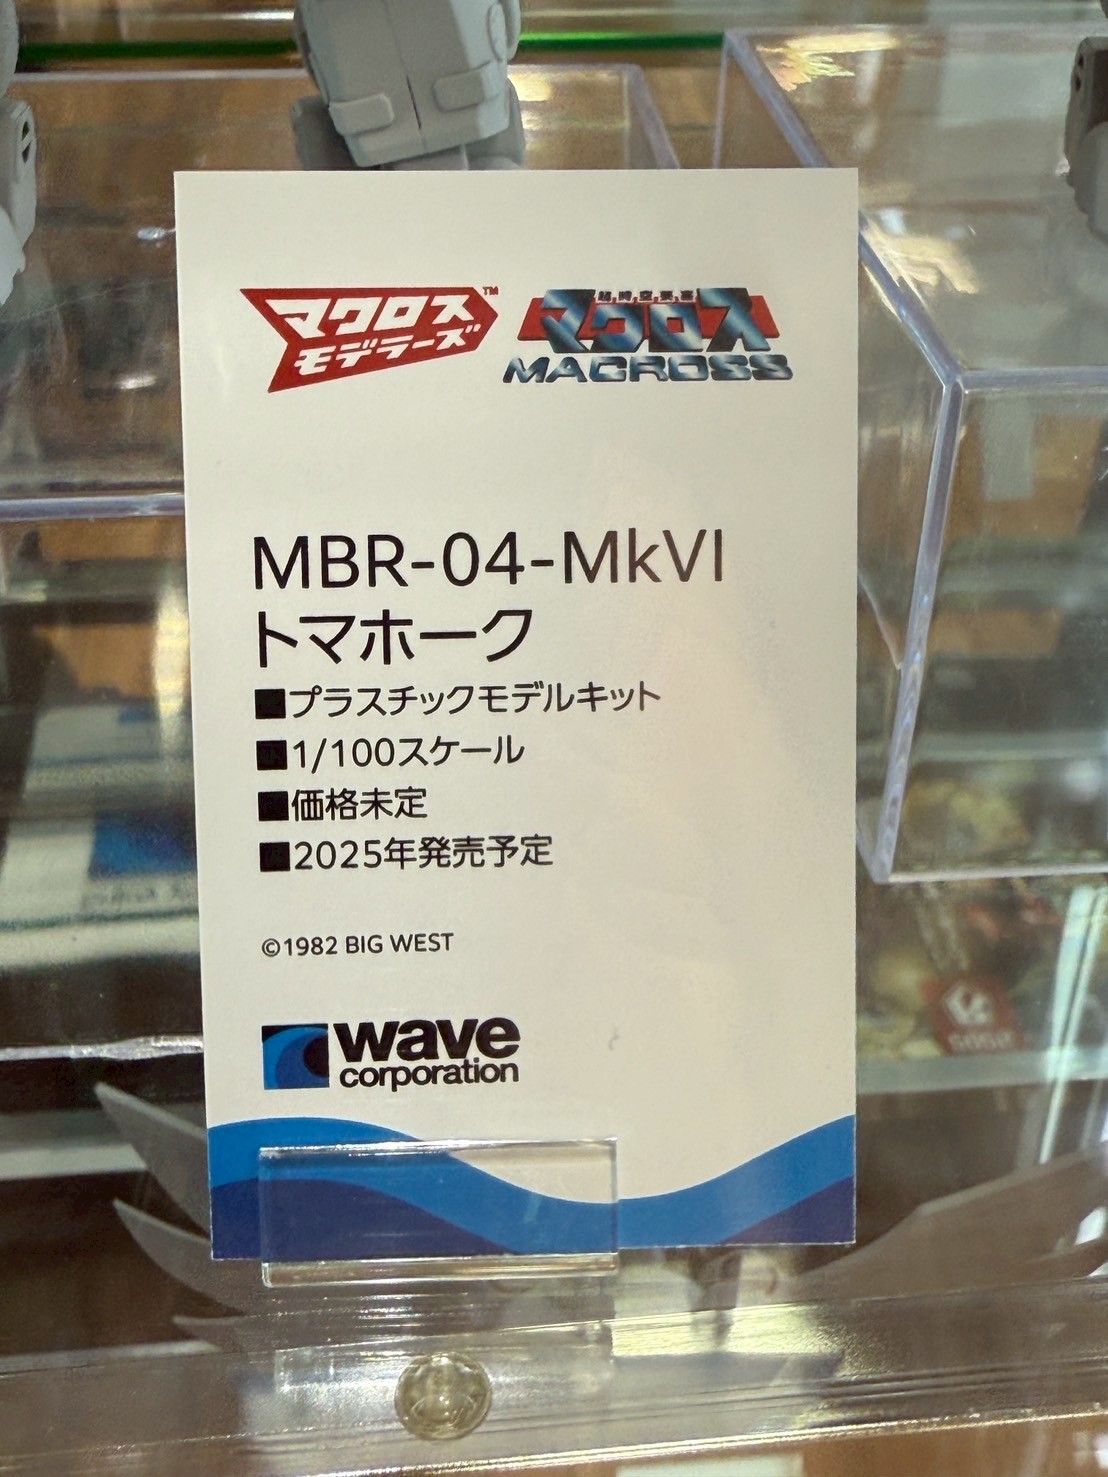 マクロス™
モデラーズ
超時空要塞
マクロス
MACROSS
MBR-04-MkVI
トマホーク
■プラスチックモデルキット
■1/100スケール
■価格未定
■2025年発売予定
©1982 BIG WEST
wave
corporation